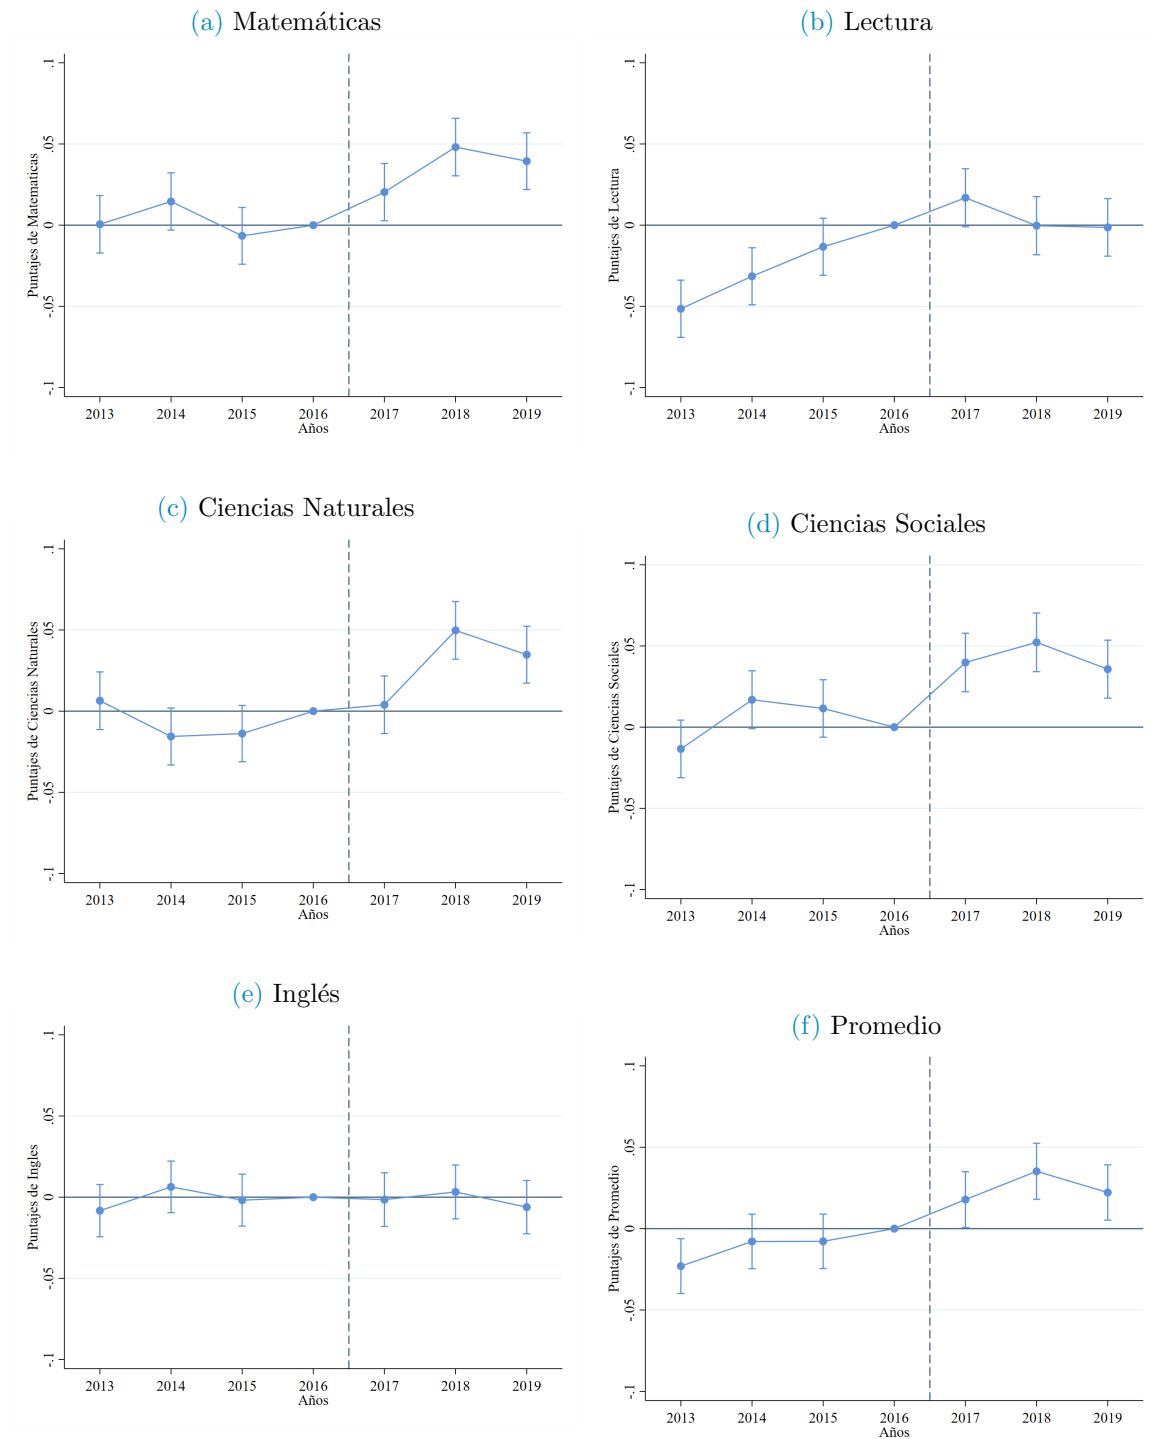 (a) Matemáticas
Puntajes de Matematicas
.1
.05
0
-.05
-.1
2013 2014 2015 2016 2017 2018 2019
Años
(b) Lectura
Puntajes de Lectura
.1
.05
0
-.05
-.1
2013 2014 2015 2016 2017 2018 2019
Años
(c) Ciencias Naturales
Puntajes de Ciencias Naturales
.1
.05
0
-.05
-.1
2013 2014 2015 2016 2017 2018 2019
Años
(d) Ciencias Sociales
Puntajes de Ciencias Sociales
.1
.05
0
-.05
-.1
2013 2014 2015 2016 2017 2018 2019
Años
(e) Inglés
Puntajes de Ingles
.1
.05
0
-.05
-.1
2013 2014 2015 2016 2017 2018 2019
Años
(f) Promedio
Puntajes de Promedio
.1
.05
0
-.05
-.1
2013 2014 2015 2016 2017 2018 2019
Años